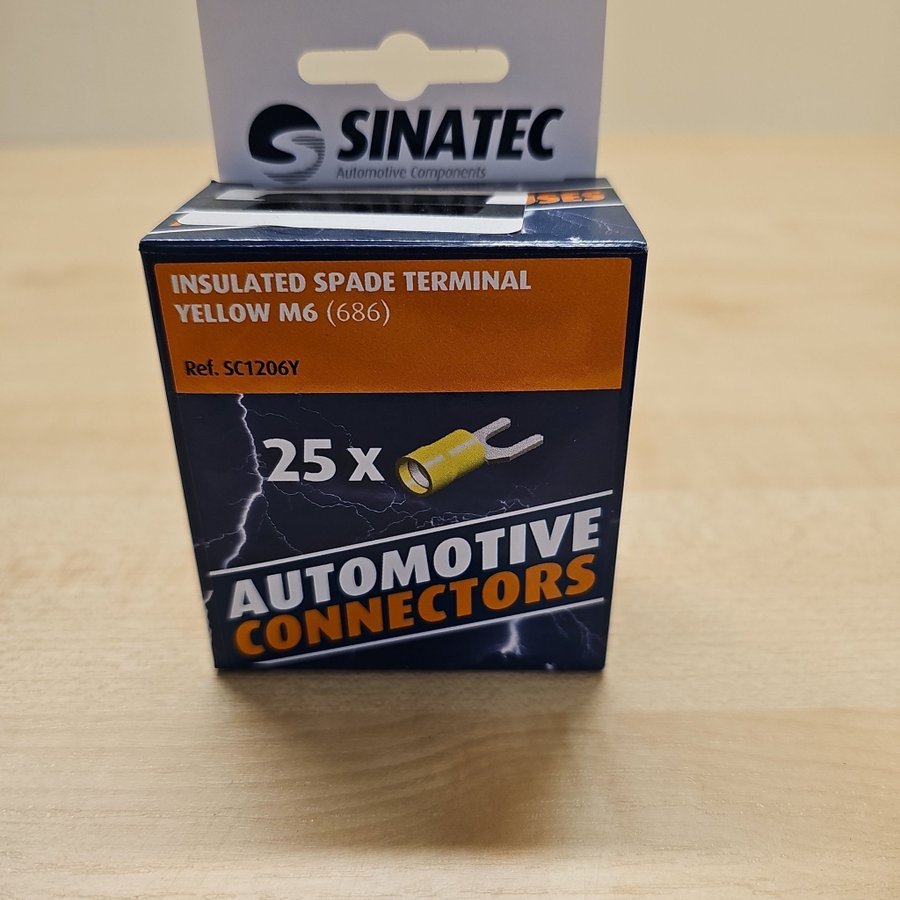 SINATEC
Automotive Components
INSULATED SPADE TERMINAL
YELLOW M6 (686)
Ref. SC1206Y
25 x
AUTOMOTIVE
CONNECTORS